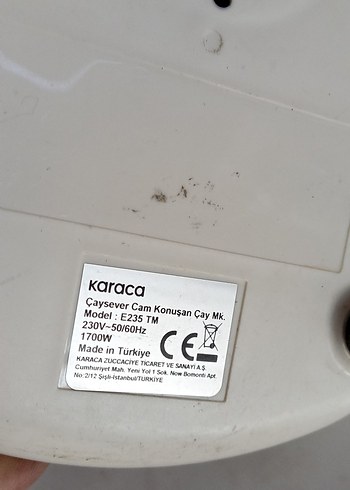 Karaca
Çaysever Cam Konuşan Çay Mk.
Model : E235 TM
230V~50/60Hz
1700W
Made in Türkiye
CE
KARACA ZÜCCACİYE TİCARET VE SANAYİ A.Ş.
Cumhuriyet Mah. Yeni Yol 1 Sok. Now Bomonti Apt.
No:2/12 Şişli-İstanbul/TÜRKİYE